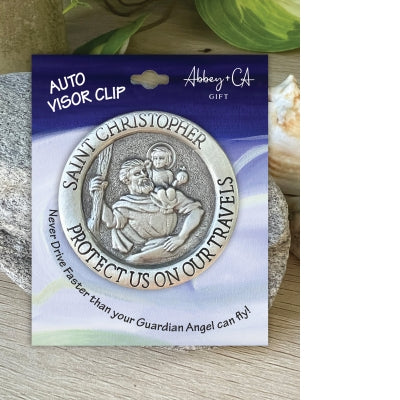 AUTO
VISOR CLIP
Abbey + CA
GIFT
SAINT CHRISTOPHER
PROTECT US ON OUR TRAVELS
Never Drive Faster than your Guardian Angel can fly!